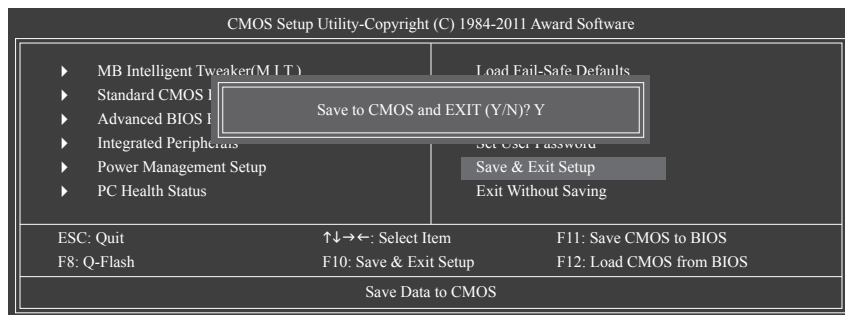 CMOS Setup Utility-Copyright (C) 1984-2011 Award Software
MB Intelligent Tweaker(M.I.T.)
Standard CMOS
Advanced BIOS
Integrated Peripherals
Power Management Setup
PC Health Status
Load Fail-Safe Defaults
Set User Password
Save & Exit Setup
Exit Without Saving
Save to CMOS and EXIT (Y/N)? Y
ESC: Quit
↑↓→←: Select Item
F11: Save CMOS to BIOS
F8: Q-Flash
F10: Save & Exit Setup
F12: Load CMOS from BIOS
Save Data to CMOS